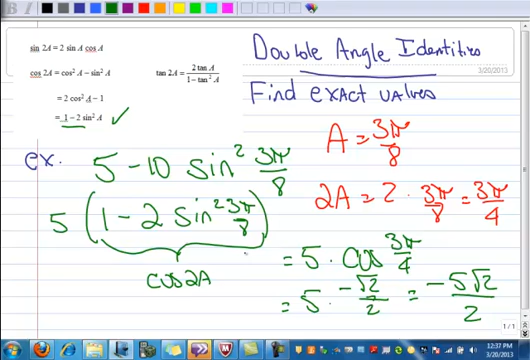 sin 2A = 2 sin A cos A
cos 2A = cos² A − sin² A
tan 2A = 2 tan A / 1 − tan² A
= 2 cos² A − 1
= 1 − 2 sin² A ✓
Double Angle Identities
3/20/2013
Find exact values
A = 3π/8
2A = 2 · 3π/8 = 3π/4
ex. 5 − 10 sin² 3π/8
5 (1 − 2 sin² 3π/8)
cos 2A
= 5 · cos 3π/4
= 5 · −√2/2 = −5√2/2
1 / 1
12:37 PM
3/20/2013